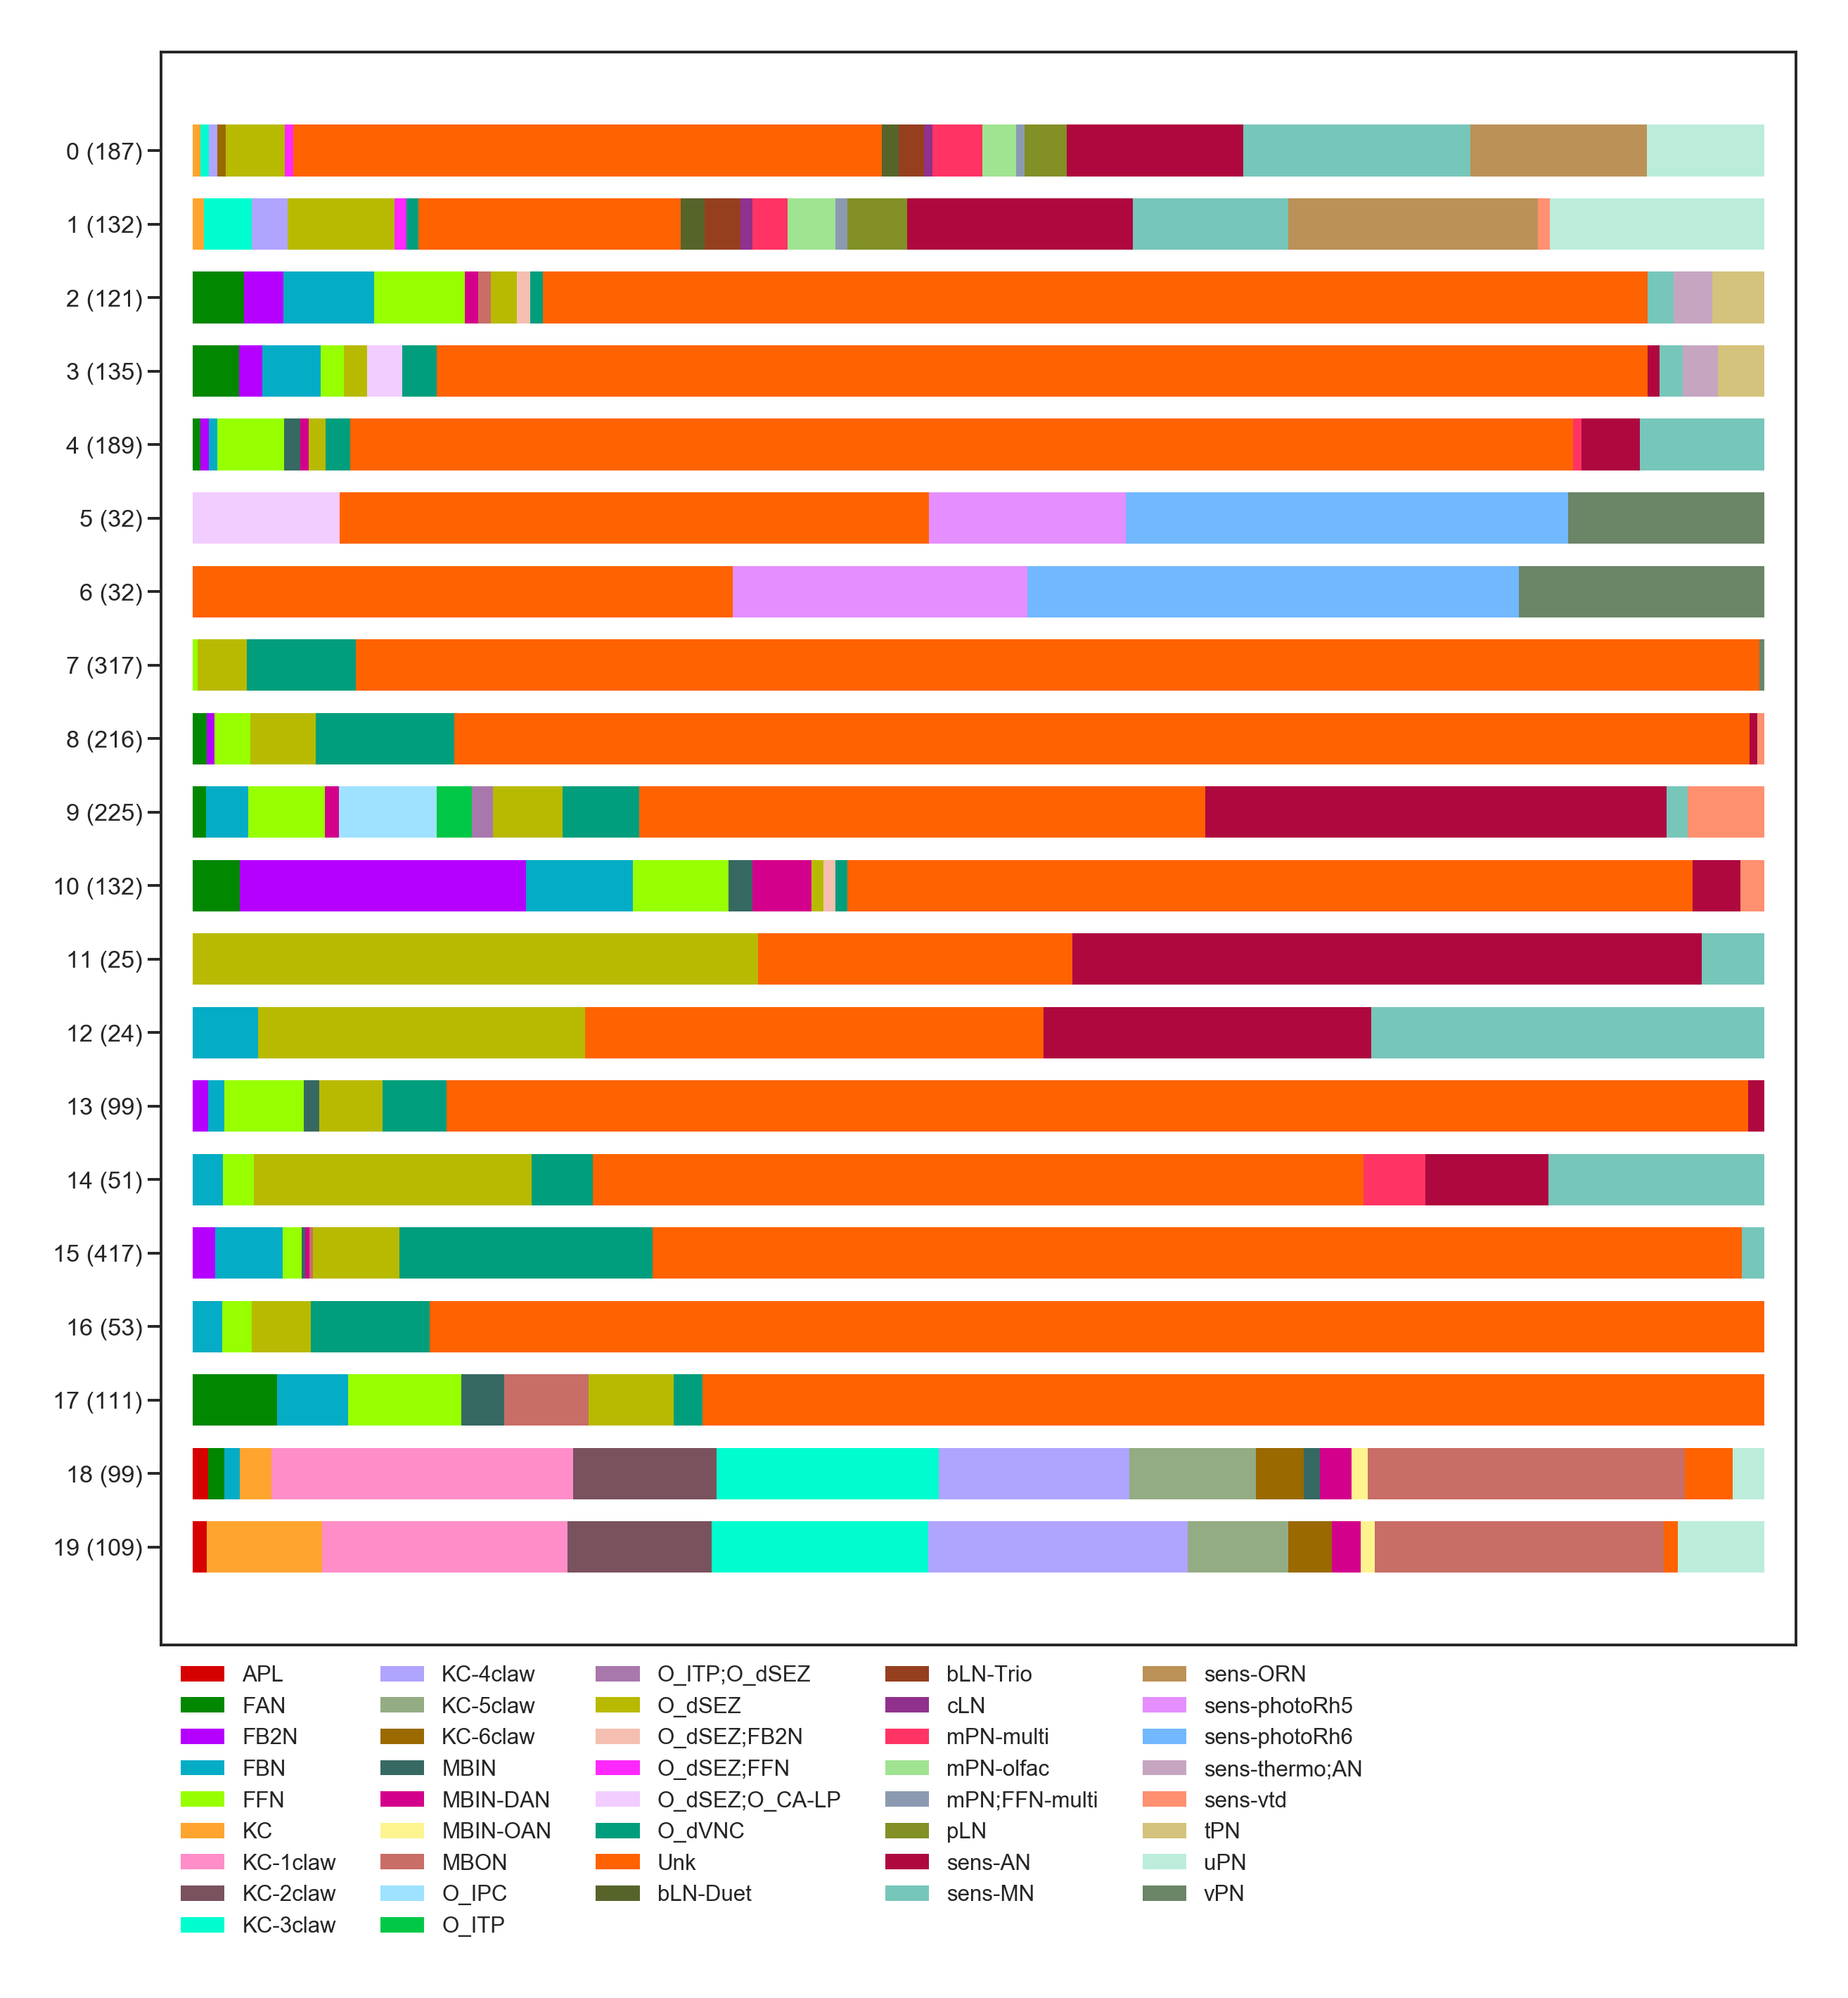 0 (187)
1 (132)
2 (121)
3 (135)
4 (189)
5 (32)
6 (32)
7 (317)
8 (216)
9 (225)
10 (132)
11 (25)
12 (24)
13 (99)
14 (51)
15 (417)
16 (53)
17 (111)
18 (99)
19 (109)
APL
FAN
FB2N
FBN
FFN
KC
KC-1claw
KC-2claw
KC-3claw
KC-4claw
KC-5claw
KC-6claw
MBIN
MBIN-DAN
MBIN-OAN
MBON
O_IPC
O_ITP
O_ITP;O_dSEZ
O_dSEZ
O_dSEZ;FB2N
O_dSEZ;FFN
O_dSEZ;O_CA-LP
O_dVNC
Unk
bLN-Duet
bLN-Trio
cLN
mPN-multi
mPN-olfac
mPN;FFN-multi
pLN
sens-AN
sens-MN
sens-ORN
sens-photoRh5
sens-photoRh6
sens-thermo;AN
sens-vtd
tPN
uPN
vPN